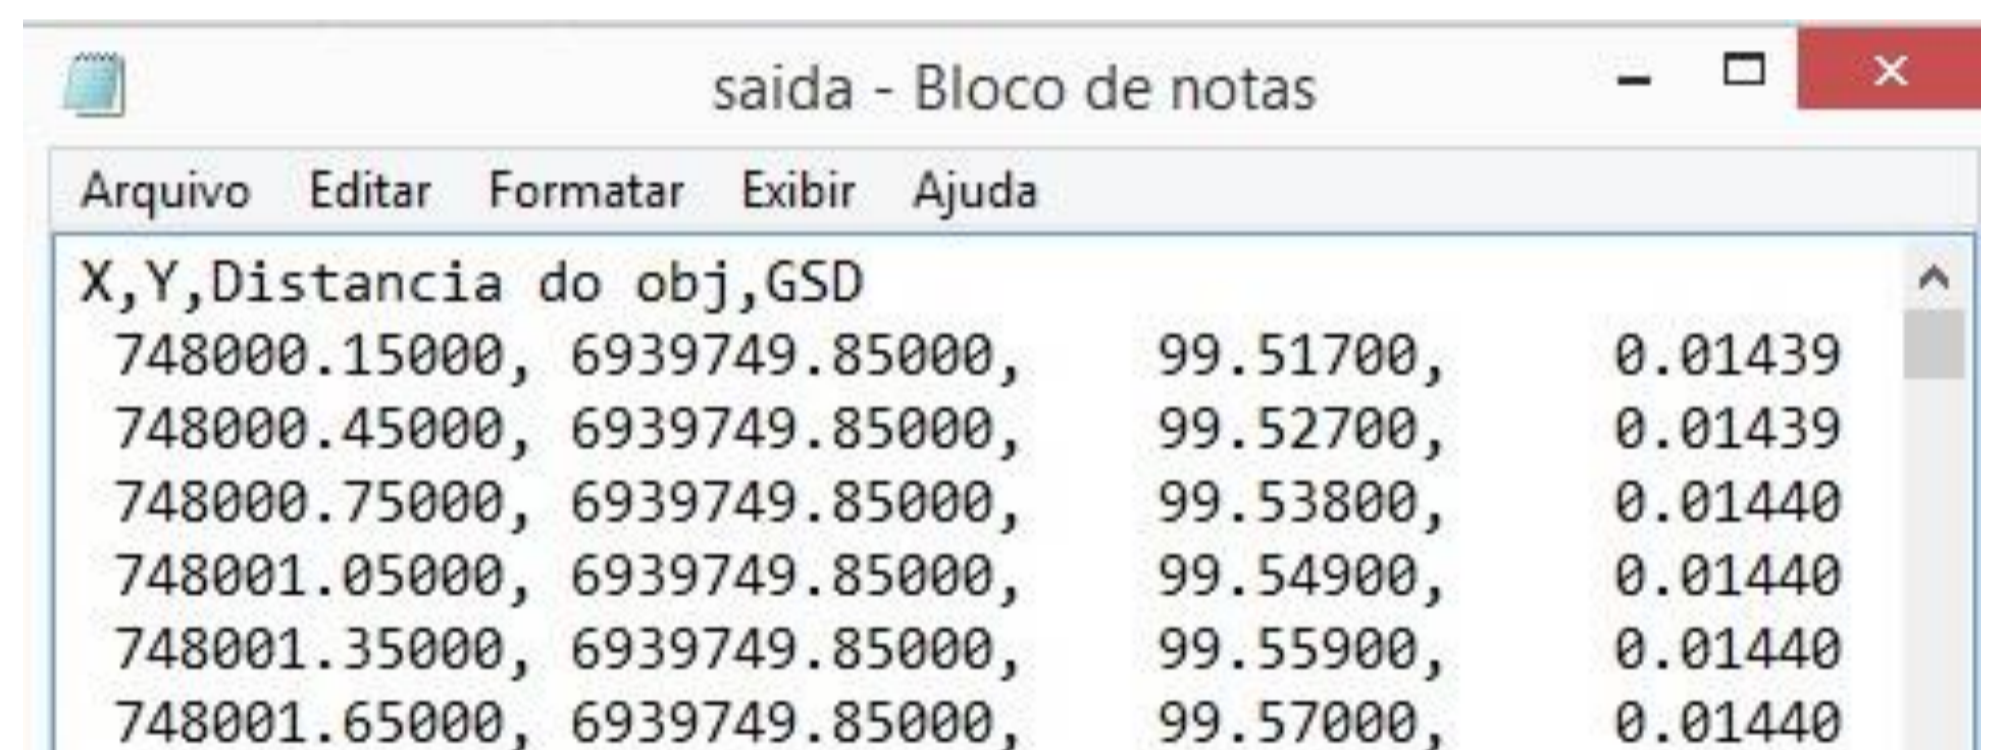 saida - Bloco de notas
Arquivo Editar Formatar Exibir Ajuda
X,Y,Distancia do obj,GSD
748000.15000, 6939749.85000, 99.51700, 0.01439
748000.45000, 6939749.85000, 99.52700, 0.01439
748000.75000, 6939749.85000, 99.53800, 0.01440
748001.05000, 6939749.85000, 99.54900, 0.01440
748001.35000, 6939749.85000, 99.55900, 0.01440
748001.65000, 6939749.85000, 99.57000, 0.01440